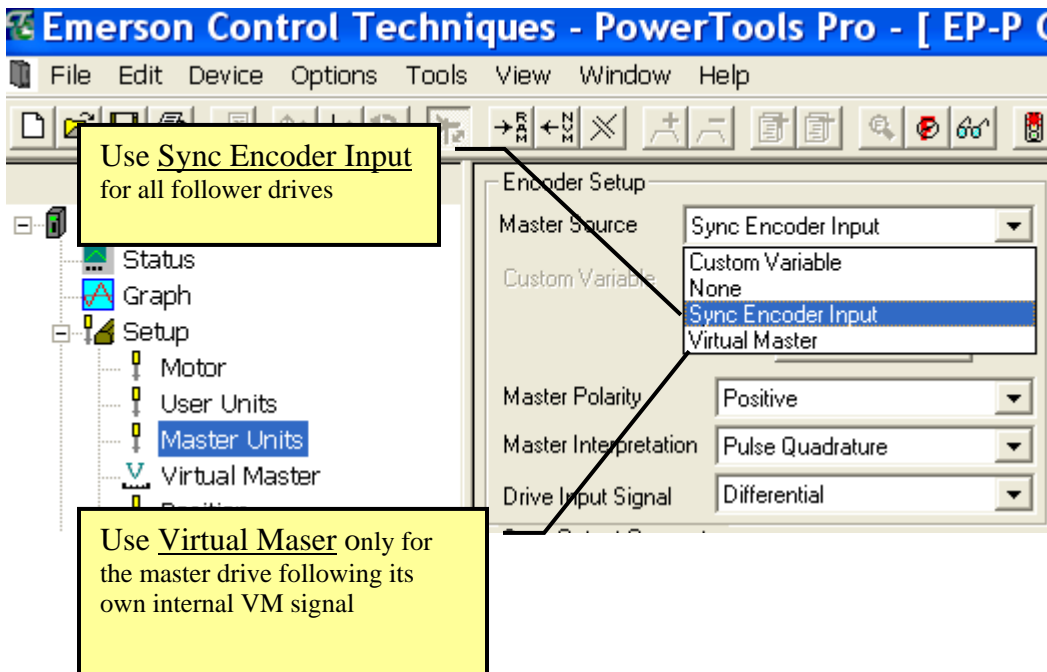 Emerson Control Techniques - PowerTools Pro - [ EP-P
File Edit Device Options Tools View Window Help
Use Sync Encoder Input
for all follower drives
Status
Graph
Setup
Motor
User Units
Master Units
Virtual Master
Encoder Setup
Master Source Sync Encoder Input
Custom Variable
Custom Variable
None
Sync Encoder Input
Virtual Master
Master Polarity Positive
Master Interpretation Pulse Quadrature
Drive Input Signal Differential
Use Virtual Maser only for
the master drive following its
own internal VM signal